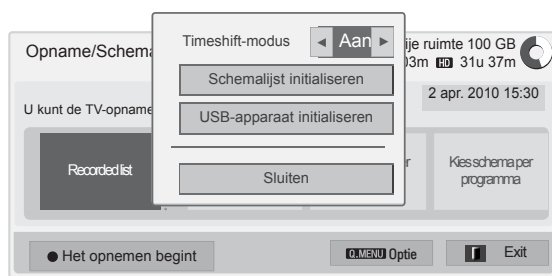 Opname/Schema
Timeshift-modus ◄ Aan ►
ije ruimte 100 GB
03m HD 31u 37m
Schemalijst initialiseren
2 apr. 2010 15:30
U kunt de TV-opname
USB-apparaat initialiseren
Recorded list
r
Kies schema per
programma
Sluiten
● Het opnemen begint
Q.MENU Optie
Exit